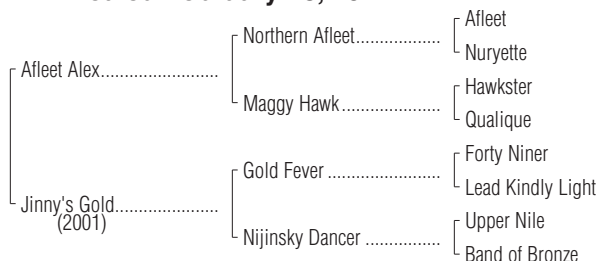 Afleet
Northern Afleet......................
Nuryette
Afleet Alex..........................
Hawkster
Maggy Hawk.........................
Qualique
Forty Niner
Gold Fever ..........................
Lead Kindly Light
Jinny's Gold.......................
(2001)
Upper Nile
Nijinsky Dancer ...................
Band of Bronze